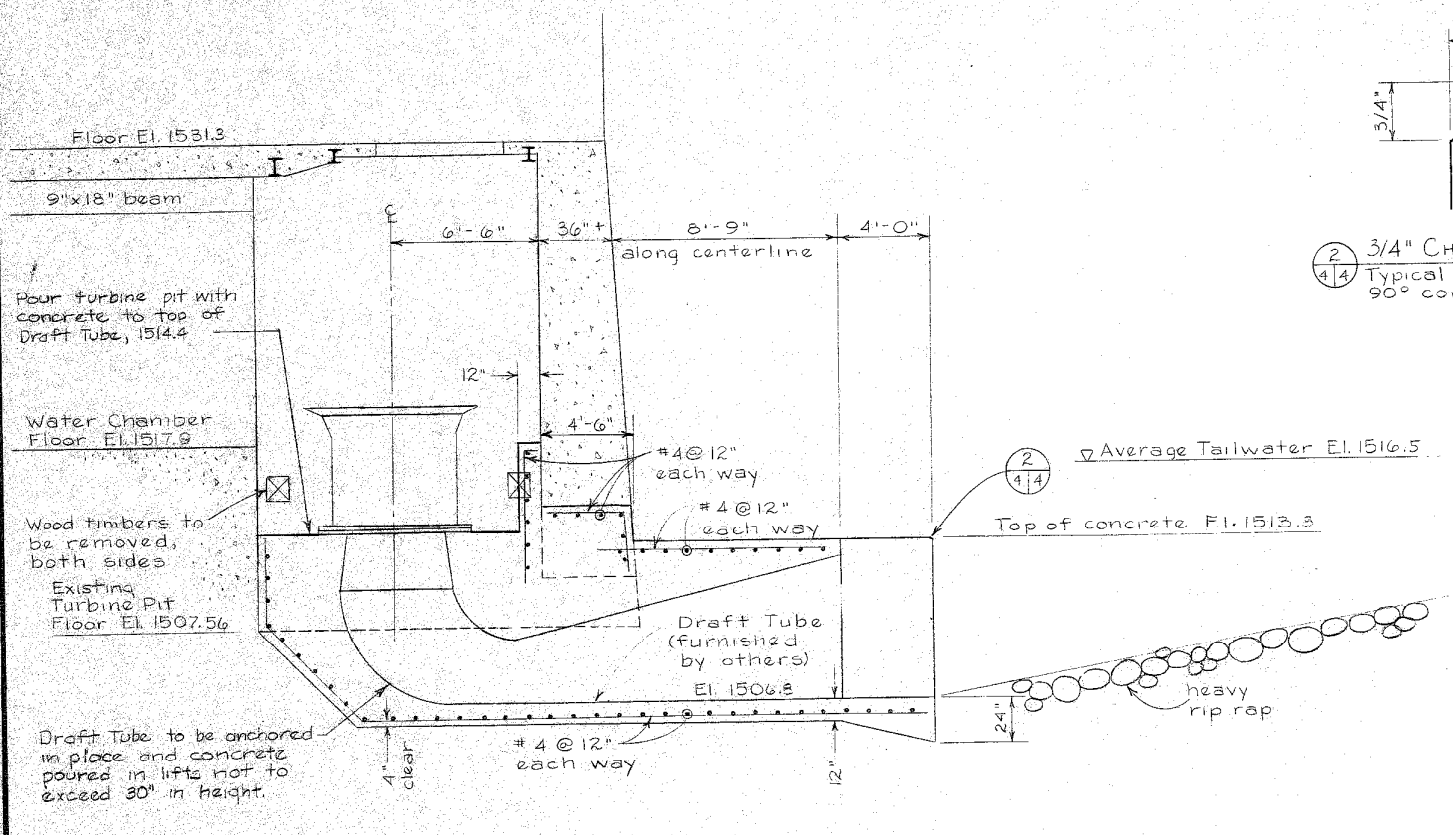 Floor El. 1531.3
9"x18" beam
℄
6'-6"
36"±
8'-9"
along centerline
4'-0"
3/4"
2
4 4
3/4" CH
Typical
90° co
Pour turbine pit with
concrete to top of
Draft Tube, 1514.4
12"
4'-6"
Water Chamber
Floor El. 1517.9
#4@12"
each way
2
4 4
Average Tailwater El. 1516.5
#4 @ 12"
each way
Top of concrete El. 1513.3
Wood timbers to
be removed,
both sides
Existing
Turbine Pit
Floor El. 1507.56
Draft Tube
(furnished
by others)
El. 1506.8
heavy
rip rap
24"
Draft Tube to be anchored
in place and concrete
poured in lifts not to
exceed 30" in height.
4"
clear
#4 @ 12"
each way
12"